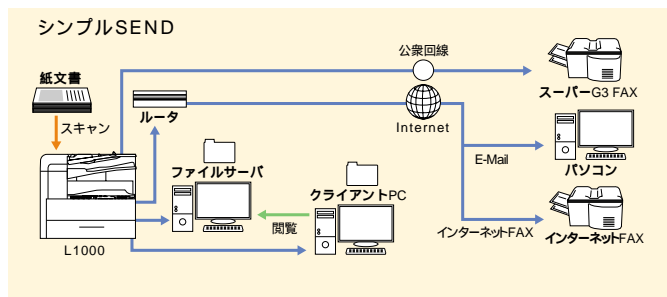 シンプルSEND
公衆回線
紙文書
スーパーG3 FAX
スキャン
ルータ
Internet
ファイルサーバ
E-Mail
パソコン
クライアントPC
閲覧
インターネットFAX
インターネットFAX
L1000